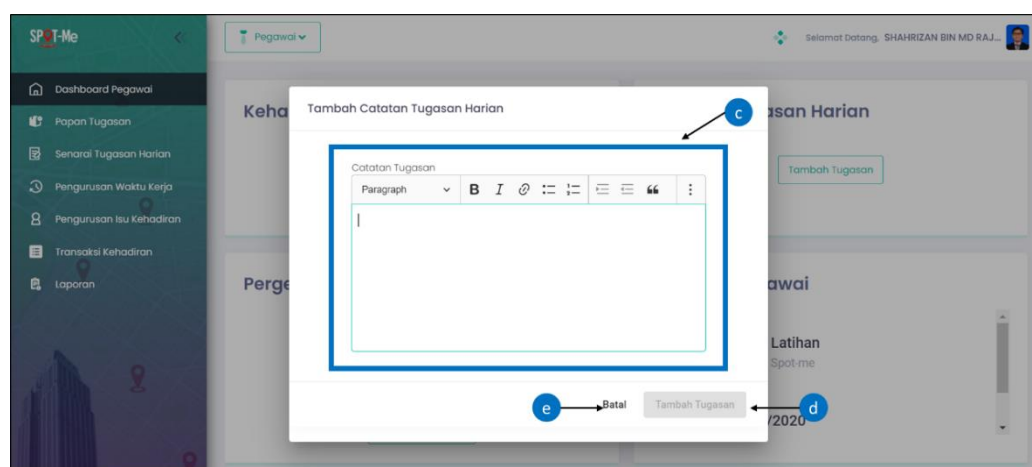 SPOT-Me
Pegawai
Selamat Datang, SHAHRIZAN BIN MD RAJ...
Dashboard Pegawai
Papan Tugasan
Senarai Tugasan Harian
Pengurusan Waktu Kerja
Pengurusan Isu Kehadiran
Transaksi Kehadiran
Laporan
Keha
asan Harian
Tambah Tugasan
Tambah Catatan Tugasan Harian
c
Catatan Tugasan
Paragraph
B I
Perge
awai
Latihan
Spot-me
/2020
e
Batal
Tambah Tugasan
d